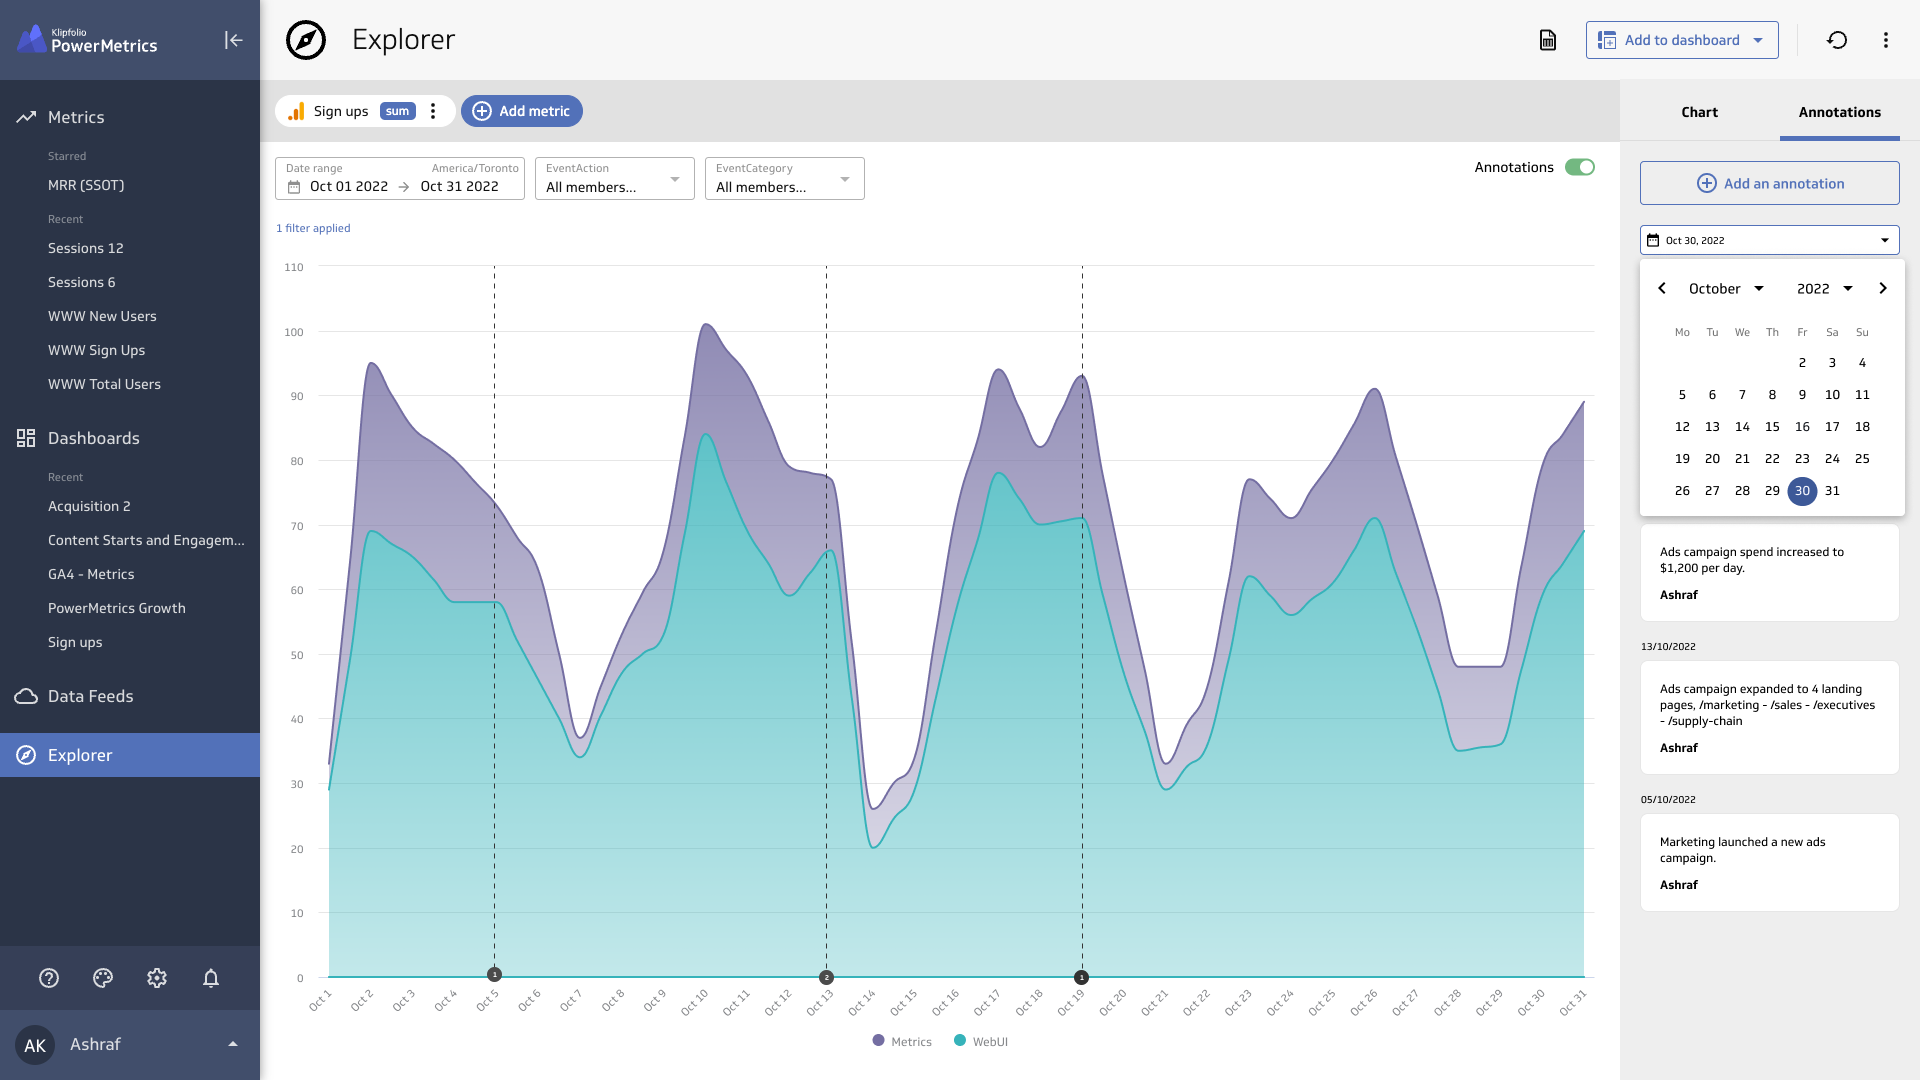 Klipfolio
PowerMetrics
Explorer
Add to dashboard
Metrics
Starred
MRR (SSOT)
Recent
Sessions 12
Sessions 6
WWW New Users
WWW Sign Ups
WWW Total Users
Dashboards
Recent
Acquisition 2
Content Starts and Engagem...
GA4 - Metrics
PowerMetrics Growth
Sign ups
Data Feeds
Explorer
AK
Ashraf
Sign ups
sum
Add metric
Date range
America/Toronto
Oct 01 2022
Oct 31 2022
EventAction
All members...
EventCategory
All members...
Annotations
1 filter applied
110
100
90
80
70
60
50
40
30
20
10
0
1
2
1
Oct 1
Oct 2
Oct 3
Oct 4
Oct 5
Oct 6
Oct 7
Oct 8
Oct 9
Oct 10
Oct 11
Oct 12
Oct 13
Oct 14
Oct 15
Oct 16
Oct 17
Oct 18
Oct 19
Oct 20
Oct 21
Oct 22
Oct 23
Oct 24
Oct 25
Oct 26
Oct 27
Oct 28
Oct 29
Oct 30
Oct 31
Metrics
WebUI
Chart
Annotations
Add an annotation
Oct 30, 2022
October
2022
Mo Tu We Th Fr Sa Su
2 3 4
5 6 7 8 9 10 11
12 13 14 15 16 17 18
19 20 21 22 23 24 25
26 27 28 29 30 31
Ads campaign spend increased to
$1,200 per day.
Ashraf
13/10/2022
Ads campaign expanded to 4 landing
pages, /marketing - /sales - /executives
- /supply-chain
Ashraf
05/10/2022
Marketing launched a new ads
campaign.
Ashraf